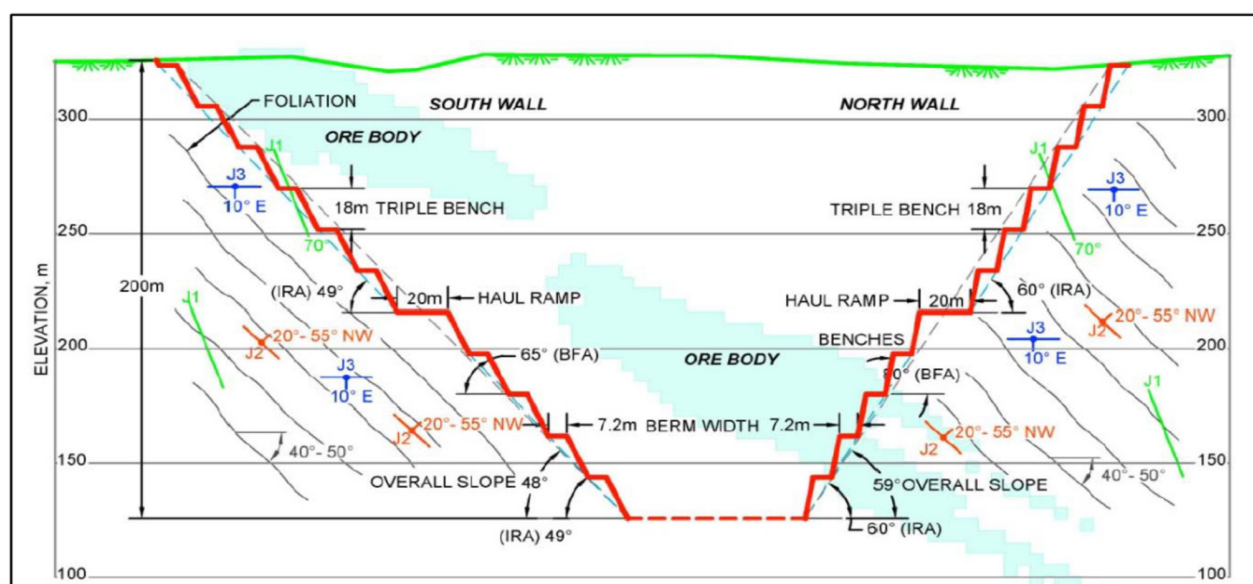 FOLIATION
SOUTH WALL
NORTH WALL
300
300
ORE BODY
J1
J1
J3
10° E
J3
10° E
18m TRIPLE BENCH
TRIPLE BENCH 18m
250
70°
70°
250
200m
(IRA) 49°
20m
HAUL RAMP
HAUL RAMP
20m
60° (IRA)
J1
20°- 55° NW
J2
20°- 55° NW
J2
J3
10° E
ELEVATION, m
200
BENCHES
200
65° (BFA)
ORE BODY
80° (BFA)
J3
10° E
J1
20°- 55° NW
J2
7.2m BERM WIDTH 7.2m
20°- 55° NW
J2
40°- 50°
40°- 50°
150
150
OVERALL SLOPE 48°
59° OVERALL SLOPE
(IRA) 49°
60° (IRA)
100
100